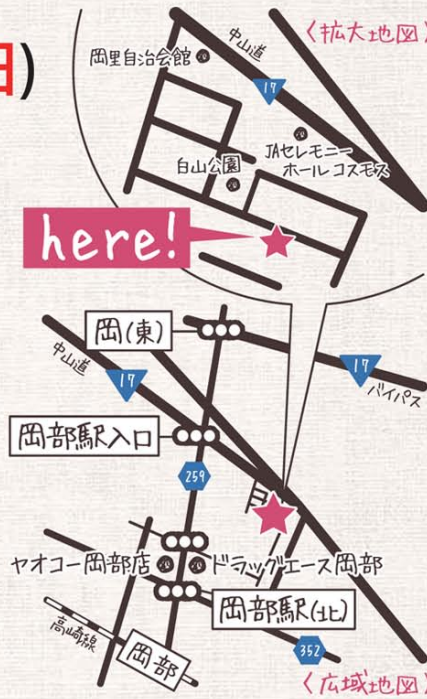 日)
〈拡大地図〉
岡里自治会館
中山道
17
JAセレモニー
ホールコスモス
白山公園
here!
岡(東)
中山道
17
17
バイパス
岡部駅入口
259
ヤオコー岡部店
ドラッグエース岡部
岡部駅(北)
高崎線
岡部
352
〈広域地図〉